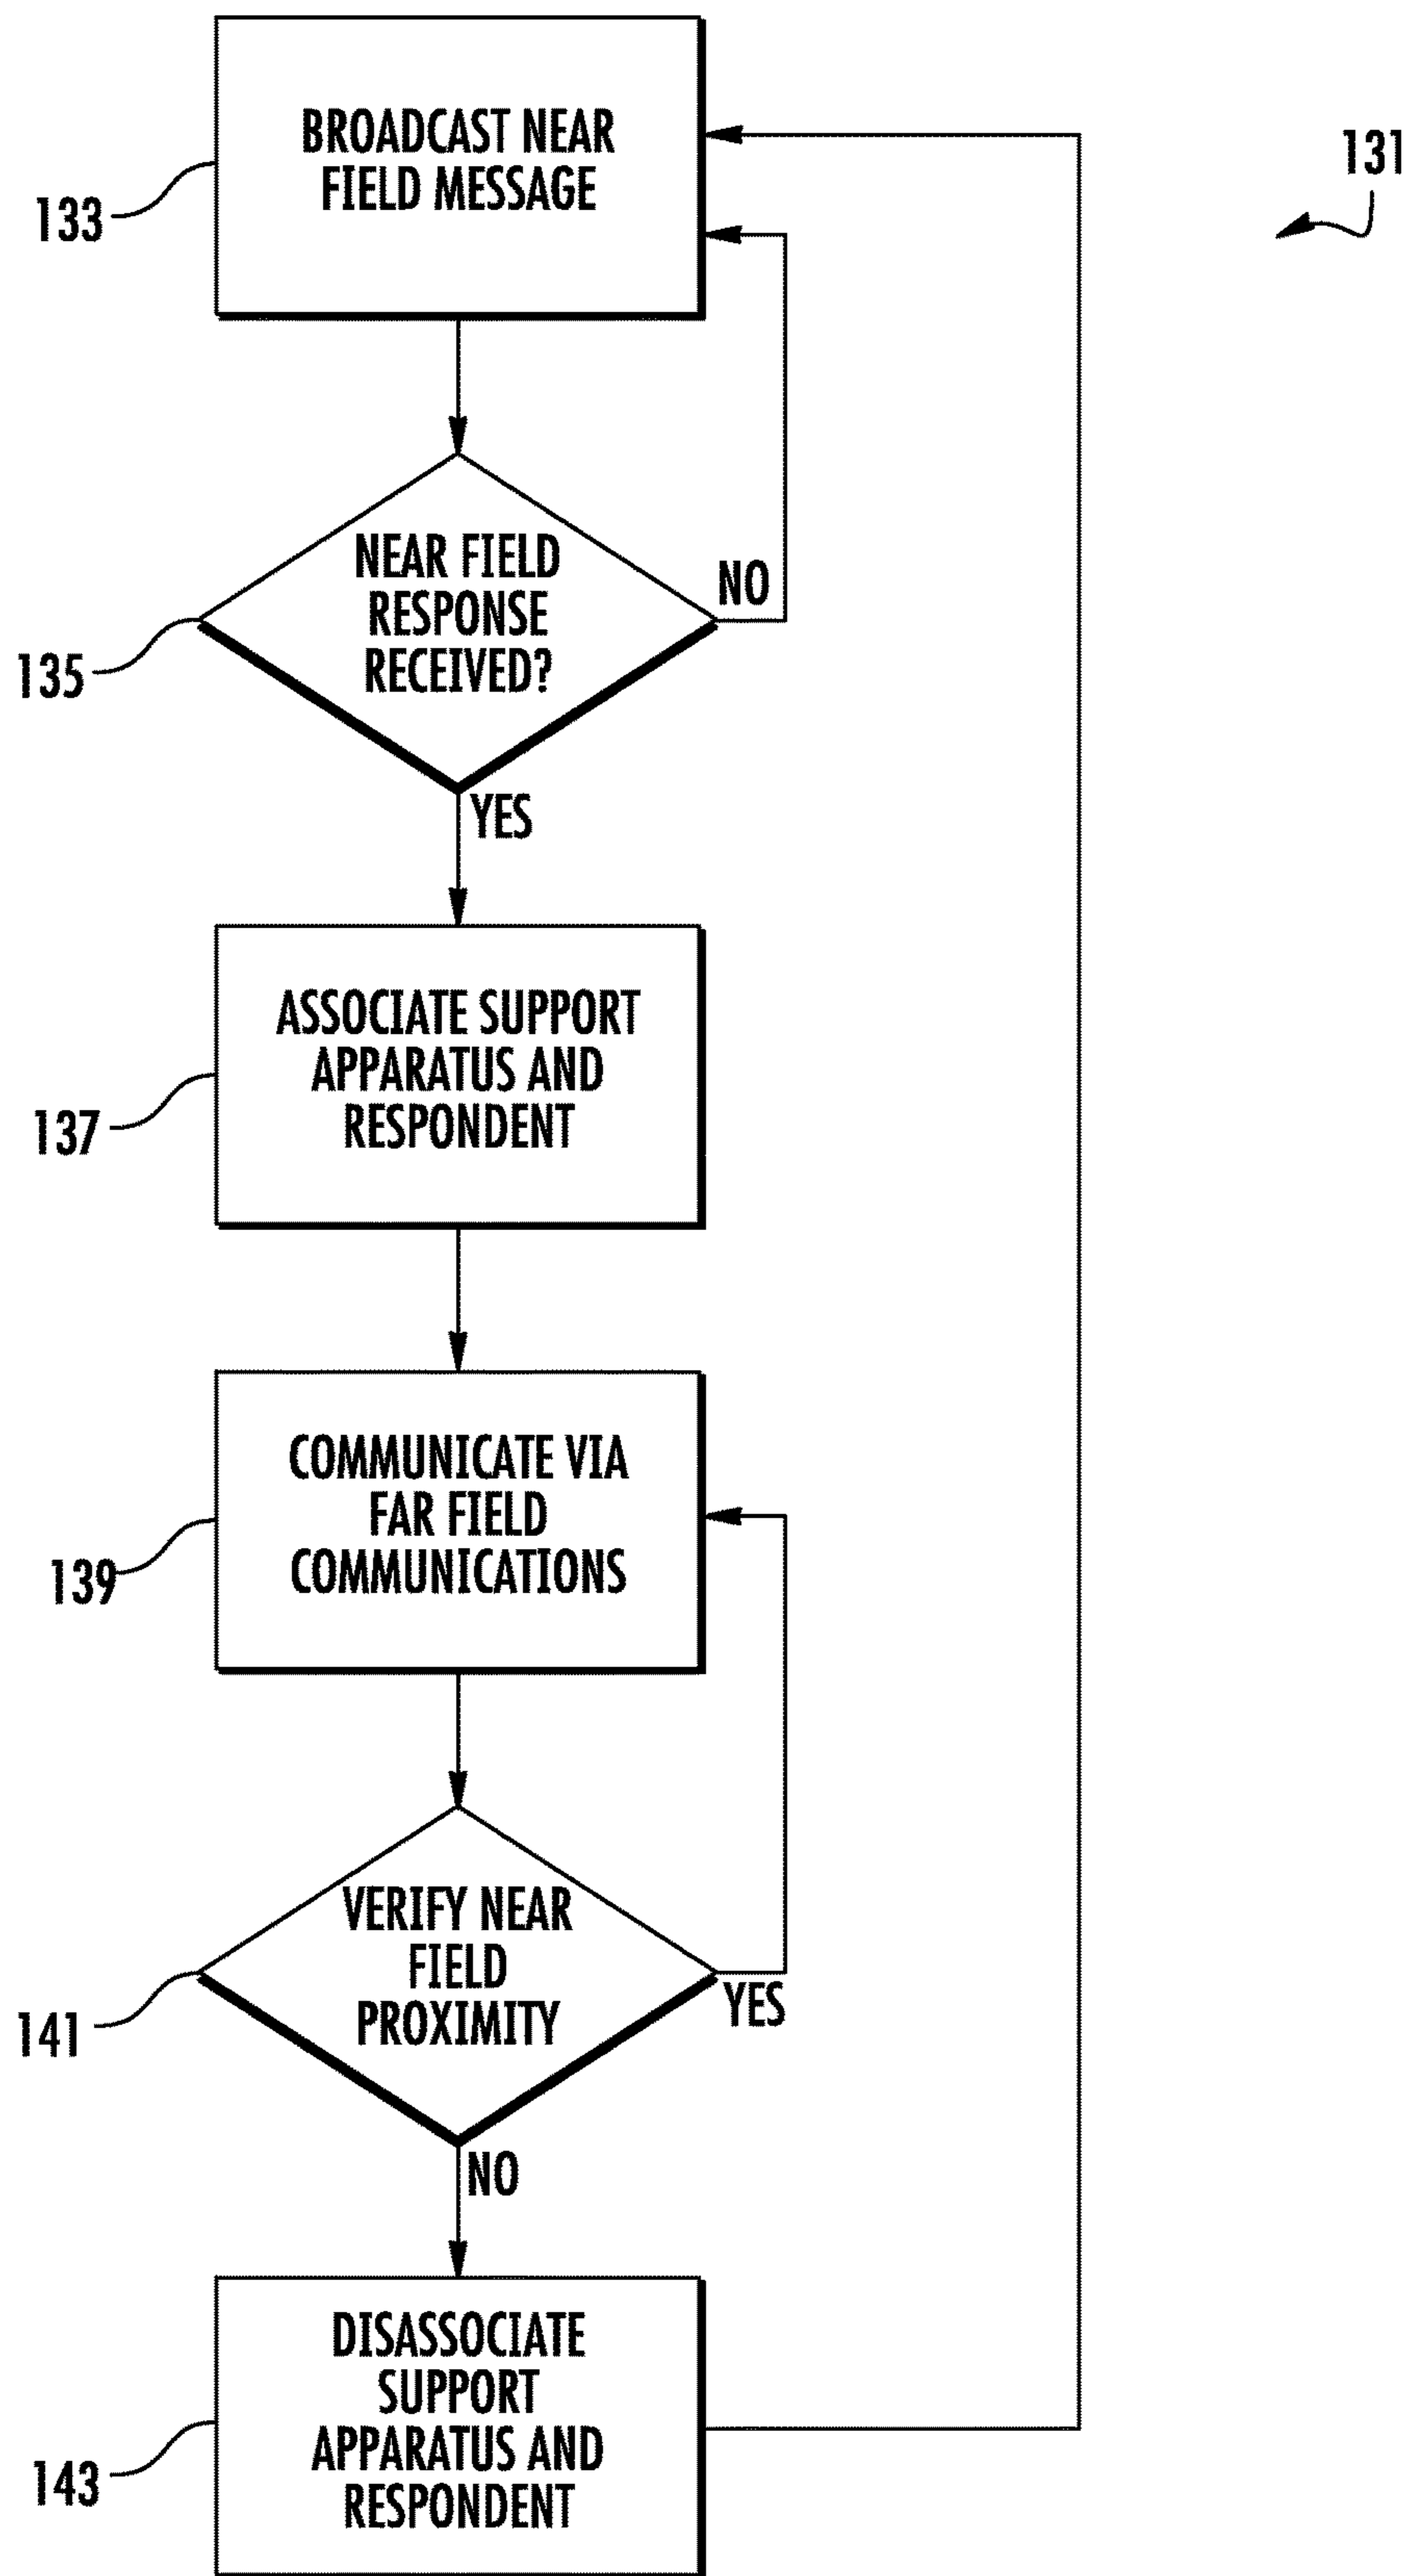 BROADCAST NEAR
FIELD MESSAGE
131
133
NEAR FIELD
RESPONSE
RECEIVED?
NO
135
YES
ASSOCIATE SUPPORT
APPARATUS AND
RESPONDENT
137
COMMUNICATE VIA
FAR FIELD
COMMUNICATIONS
139
VERIFY NEAR
FIELD
PROXIMITY
YES
141
NO
DISASSOCIATE
SUPPORT
APPARATUS AND
RESPONDENT
143